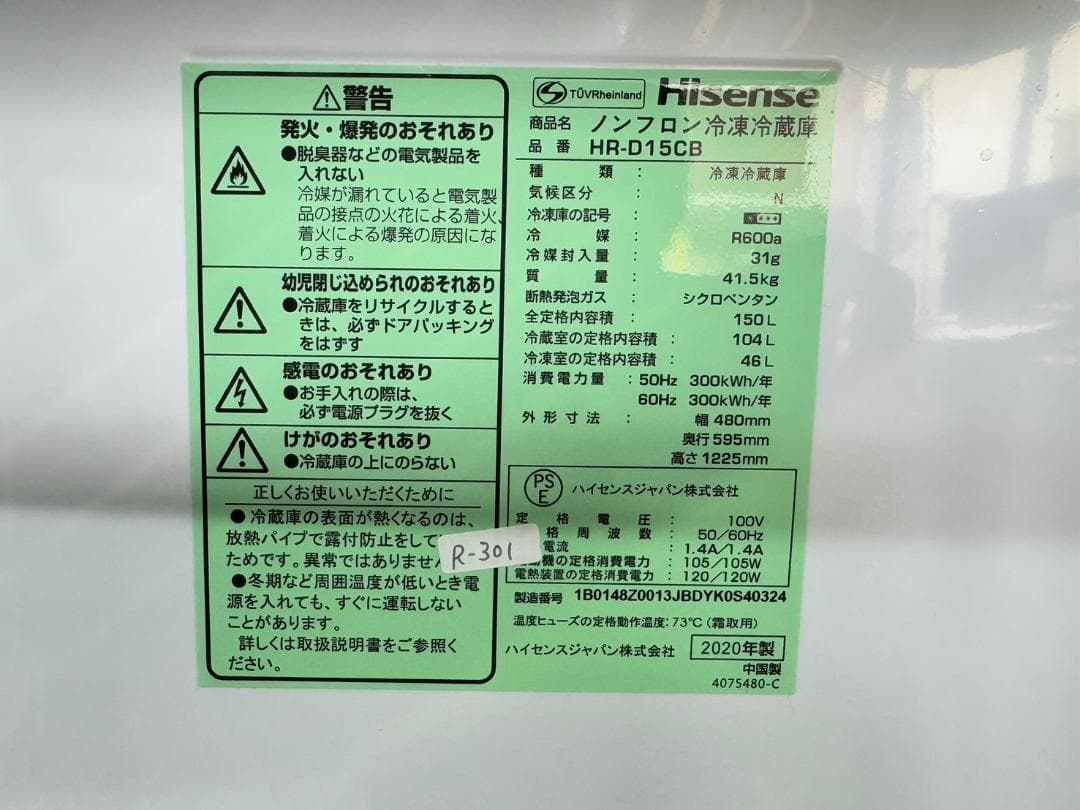 警告
発火・爆発のおそれあり
●脱臭器などの電気製品を
入れない
冷媒が漏れていると電気製
品の接点の火花による着火、
着火による爆発の原因にな
ります。
幼児閉じ込められのおそれあり
●冷蔵庫をリサイクルすると
きは、必ずドアパッキング
をはずす
感電のおそれあり
●お手入れの際は、
必ず電源プラグを抜く
けがのおそれあり
●冷蔵庫の上にのらない
正しくお使いいただくために
●冷蔵庫の表面が熱くなるのは、
放熱パイプで露付防止をして
ためです。異常ではありません
●冬期など周囲温度が低いとき電
源を入れても、すぐに運転しない
ことがあります。
詳しくは取扱説明書をご覧
ください。
R-301
TÜVRheinland
Hisense
商品名 ノンフロン冷凍冷蔵庫
品番 HR-D15CB
種類 : 冷凍冷蔵庫
気候区分 : N
冷凍庫の記号 :
冷媒 : R600a
冷媒封入量 : 31g
質量 : 41.5kg
断熱発泡ガス : シクロペンタン
全定格内容積 : 150L
冷蔵室の定格内容積 : 104L
冷凍室の定格内容積 : 46L
消費電力量 : 50Hz 300kWh/年
60Hz 300kWh/年
外形寸法 : 幅 480mm
奥行 595mm
高さ 1225mm
PS
E
ハイセンスジャパン株式会社
定格電圧 : 100V
格周波数 : 50/60Hz
電流 : 1.4A/1.4A
機の定格消費電力 : 105/105W
電熱装置の定格消費電力 : 120/120W
製造番号 1B0148Z0013JBDYK0S40324
温度ヒューズの定格動作温度:73℃(霜取用)
ハイセンスジャパン株式会社 2020年製
中国製
4075480-C